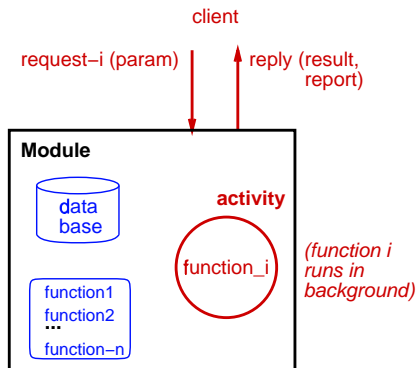 client
request−i (param)
reply (result,
report)
Module
data
base
activity
function_i
(function i
runs in
background)
function1
function2
...
function−n